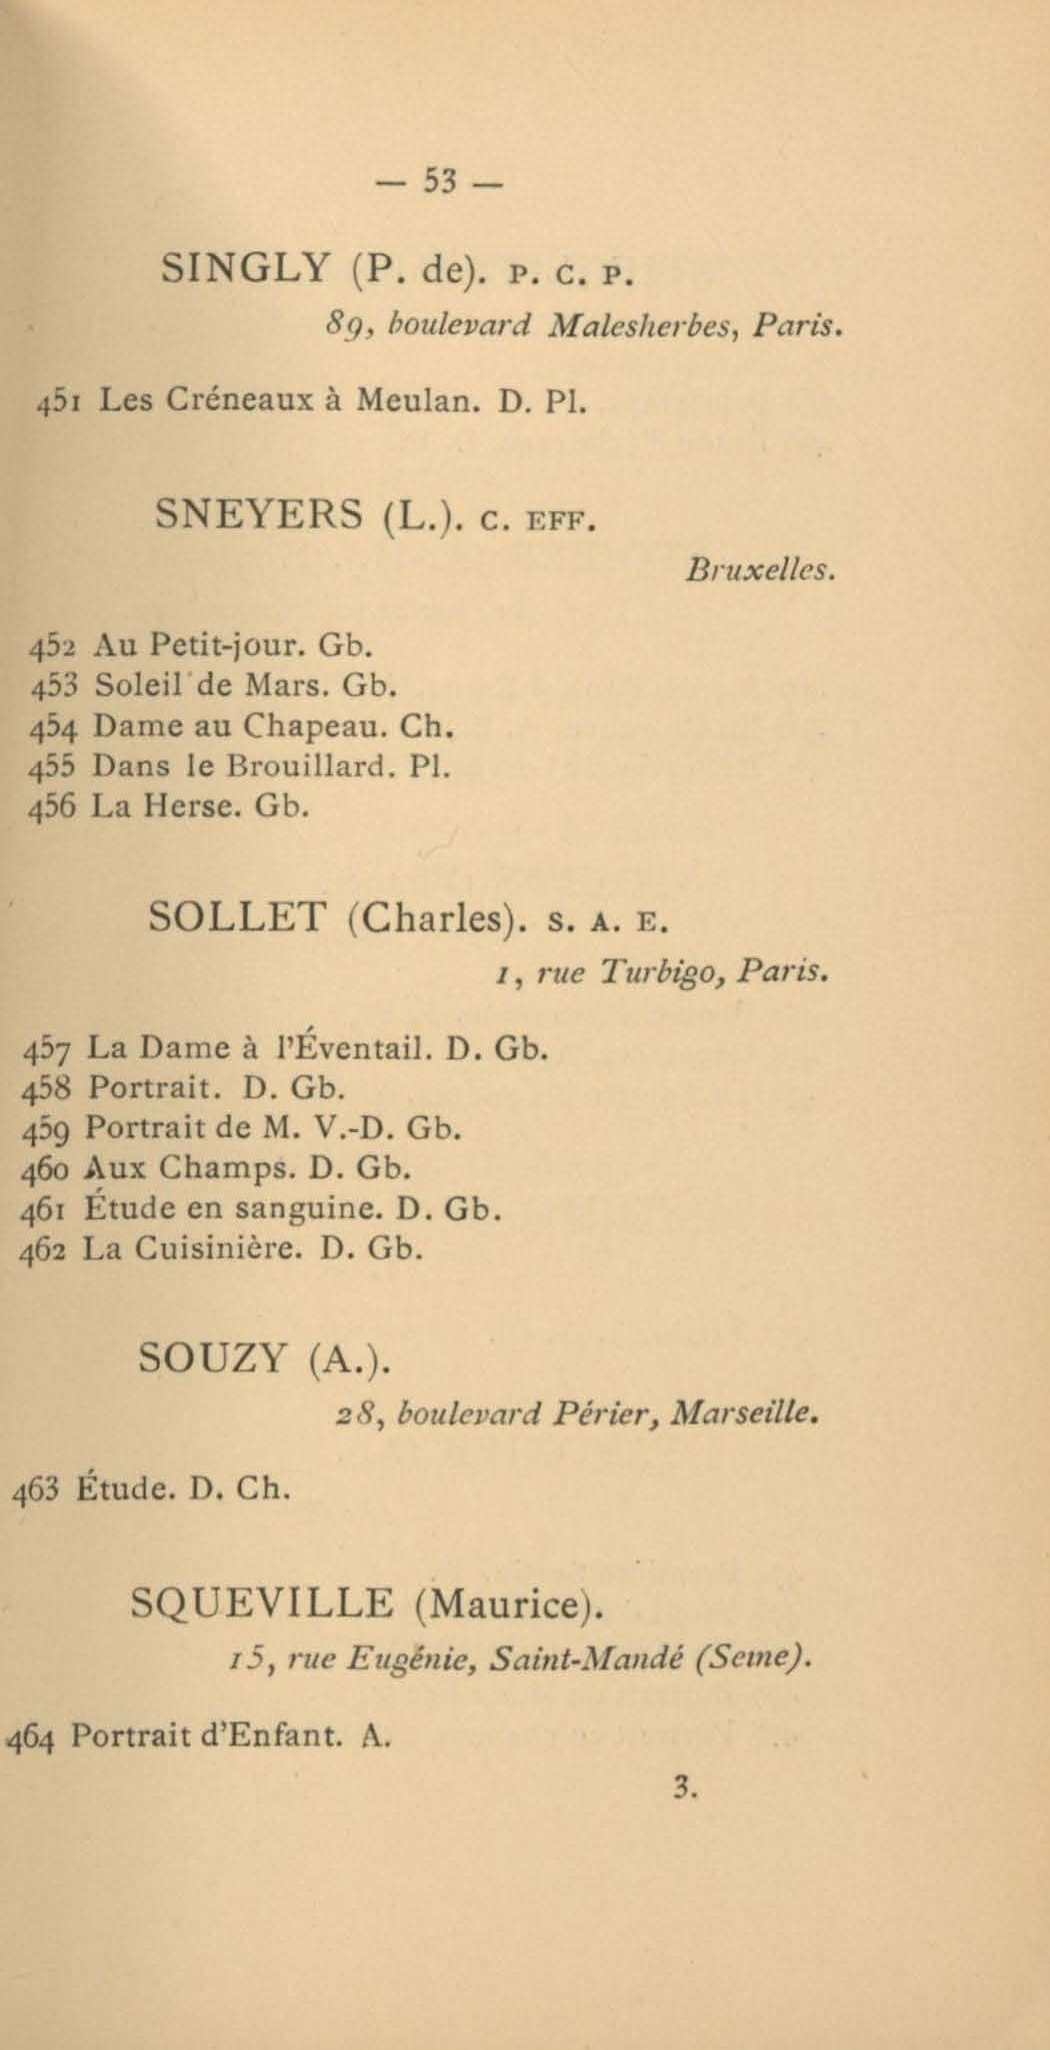 — 53 —
SINGLY (P. de). P. C. P.
89, boulevard Malesherbes, Paris.
451 Les Créneaux à Meulan. D. Pl.
SNEYERS (L.). C. EFF.
Bruxelles.
452 Au Petit-jour. Gb.
453 Soleil de Mars. Gb.
454 Dame au Chapeau. Ch.
455 Dans le Brouillard. Pl.
456 La Herse. Gb.
SOLLET (Charles). S. A. E.
1, rue Turbigo, Paris.
457 La Dame à l'Éventail. D. Gb.
458 Portrait. D. Gb.
459 Portrait de M. V.-D. Gb.
460 Aux Champs. D. Gb.
461 Étude en sanguine. D. Gb.
462 La Cuisinière. D. Gb.
SOUZY (A.).
28, boulevard Périer, Marseille.
463 Étude. D. Ch.
SQUEVILLE (Maurice).
15, rue Eugénie, Saint-Mandé (Seine).
464 Portrait d'Enfant. A.
3.